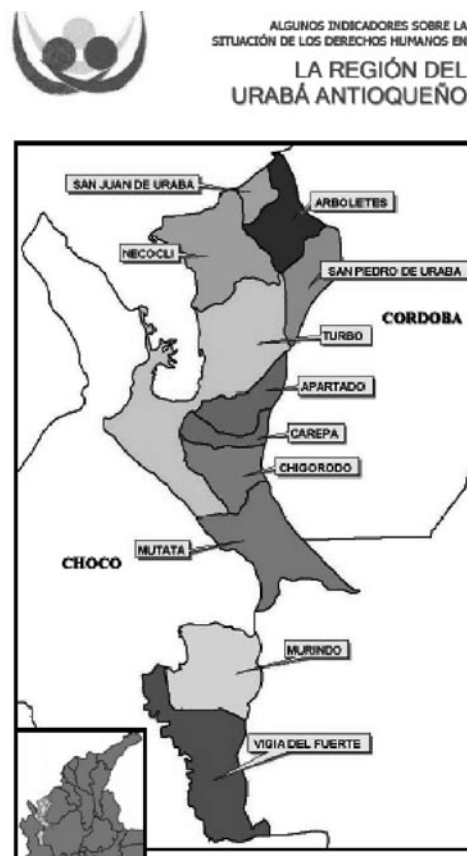 ALGUNOS INDICADORES SOBRE LA
SITUACIÓN DE LOS DERECHOS HUMANOS EN
LA REGIÓN DEL
URABÁ ANTIOQUEÑO
SAN JUAN DE URABA
ARBOLETES
NECOCLI
SAN PEDRO DE URABA
CORDOBA
TURBO
APARTADO
CAREPA
CHIGORODO
CHOCO
MUTATA
MURINDO
VIGIA DEL FUERTE